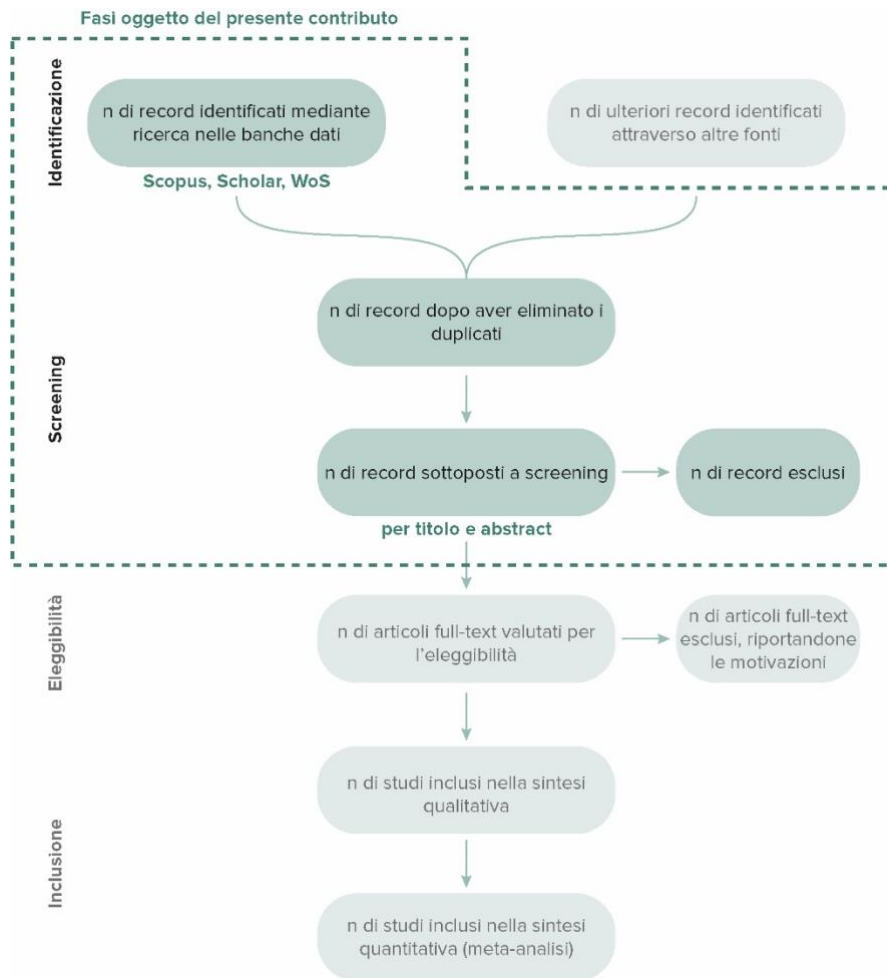 Fasi oggetto del presente contributo
Identificazione
n di record identificati mediante
ricerca nelle banche dati
Scopus, Scholar, WoS
n di ulteriori record identificati
attraverso altre fonti
Screening
n di record dopo aver eliminato i
duplicati
n di record sottoposti a screening
per titolo e abstract
n di record esclusi
Eleggibilità
n di articoli full-text valutati per
l'eleggibilità
n di articoli full-text
esclusi, riportandone
le motivazioni
Inclusione
n di studi inclusi nella sintesi
qualitativa
n di studi inclusi nella sintesi
quantitativa (meta-analisi)